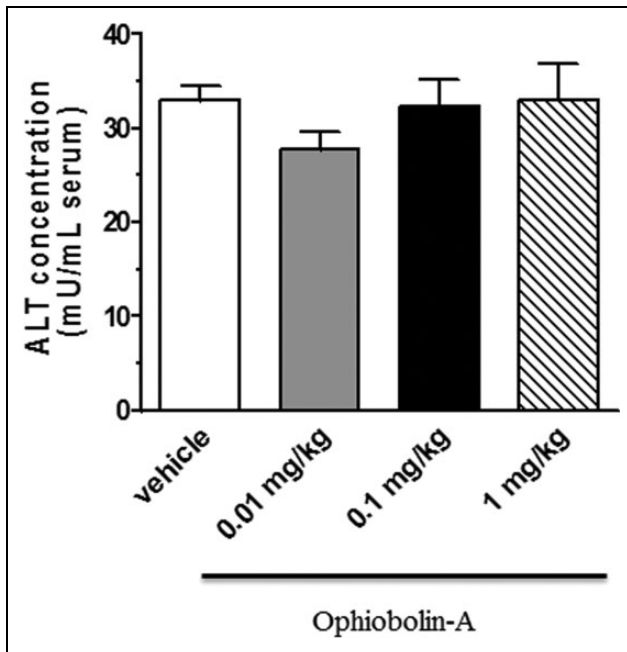 ALT concentration
(mU/mL serum)
40
30
20
10
0
vehicle
0.01 mg/kg
0.1 mg/kg
1 mg/kg
Ophiobolin-A